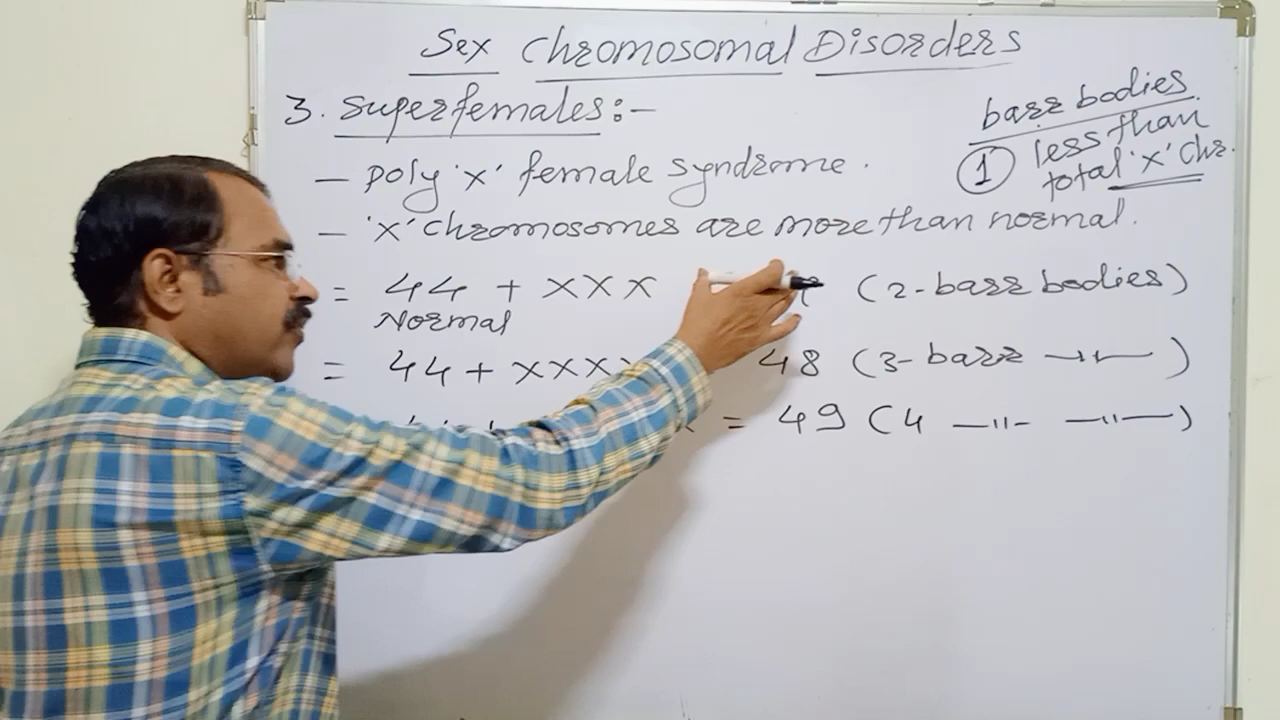 Sex Chromosomal Disorders
3. Superfemales:-
barr bodies
① less than
total 'x' chr.
- Poly 'x' female syndrome.
- 'x' chromosomes are more than normal.
= 44 + xxx (2-barr bodies)
Normal
= 44 + xxx 48 (3-barr -〃- )
= 49 (4 -〃- -〃-)